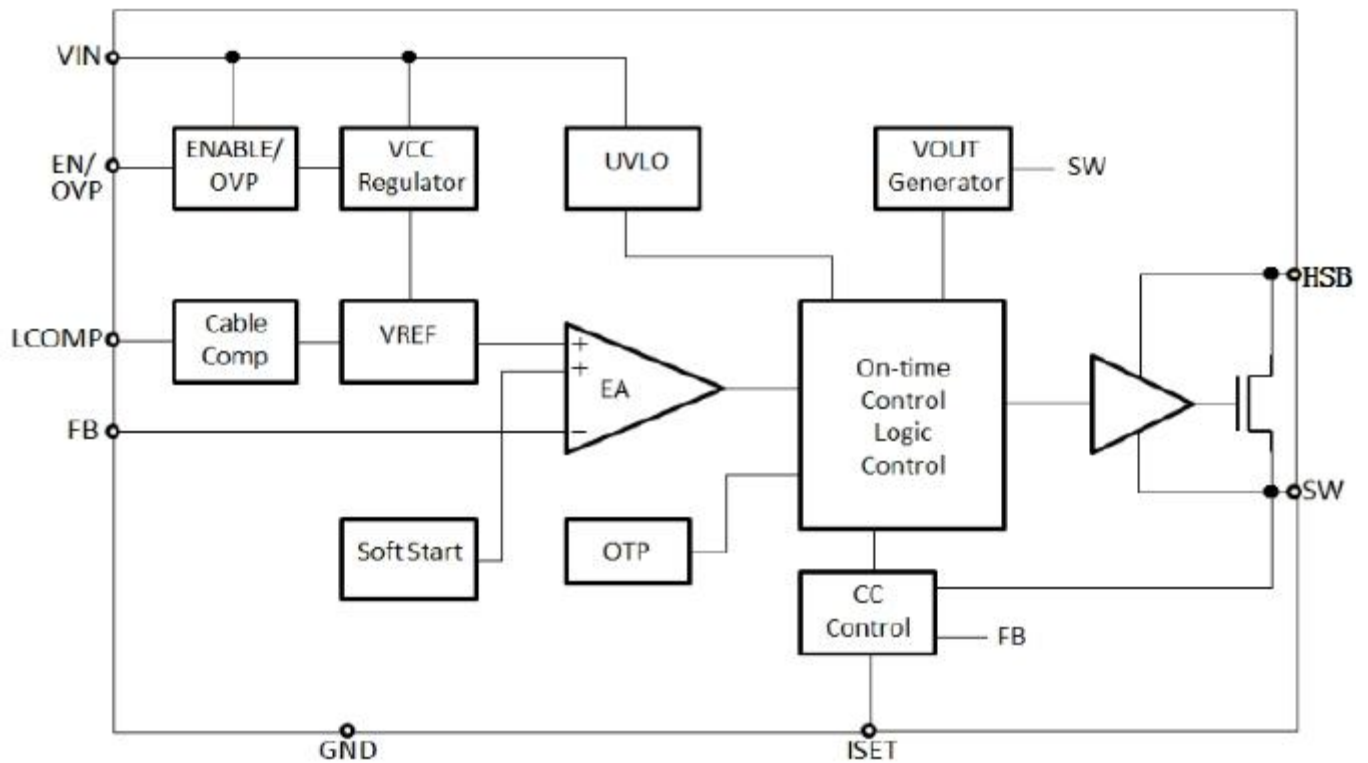 VIN
EN/
OVP
ENABLE/
OVP
VCC
Regulator
UVLO
VOUT
Generator
SW
HSB
LCOMP
Cable
Comp
VREF
+
+
EA
−
FB
On-time
Control
Logic
Control
SW
Soft Start
OTP
CC
Control
FB
GND
ISET